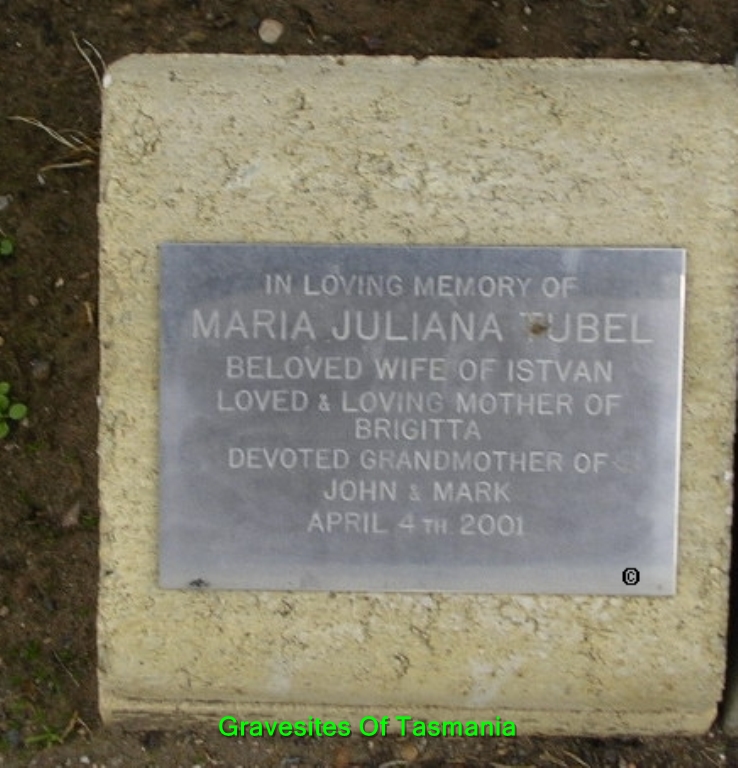 IN LOVING MEMORY OF
MARIA JULIANA TUBEL
BELOVED WIFE OF ISTVAN
LOVED & LOVING MOTHER OF
BRIGITTA
DEVOTED GRANDMOTHER OF
JOHN & MARK
APRIL 4TH 2001
©
Gravesites Of Tasmania